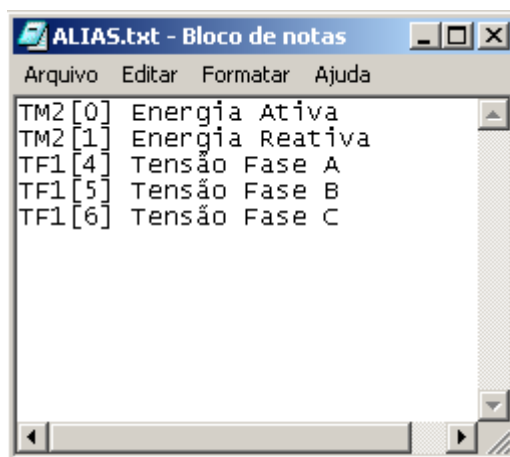 ALIAS.txt - Bloco de notas
Arquivo Editar Formatar Ajuda
TM2[0] Energia Ativa
TM2[1] Energia Reativa
TF1[4] Tensão Fase A
TF1[5] Tensão Fase B
TF1[6] Tensão Fase C